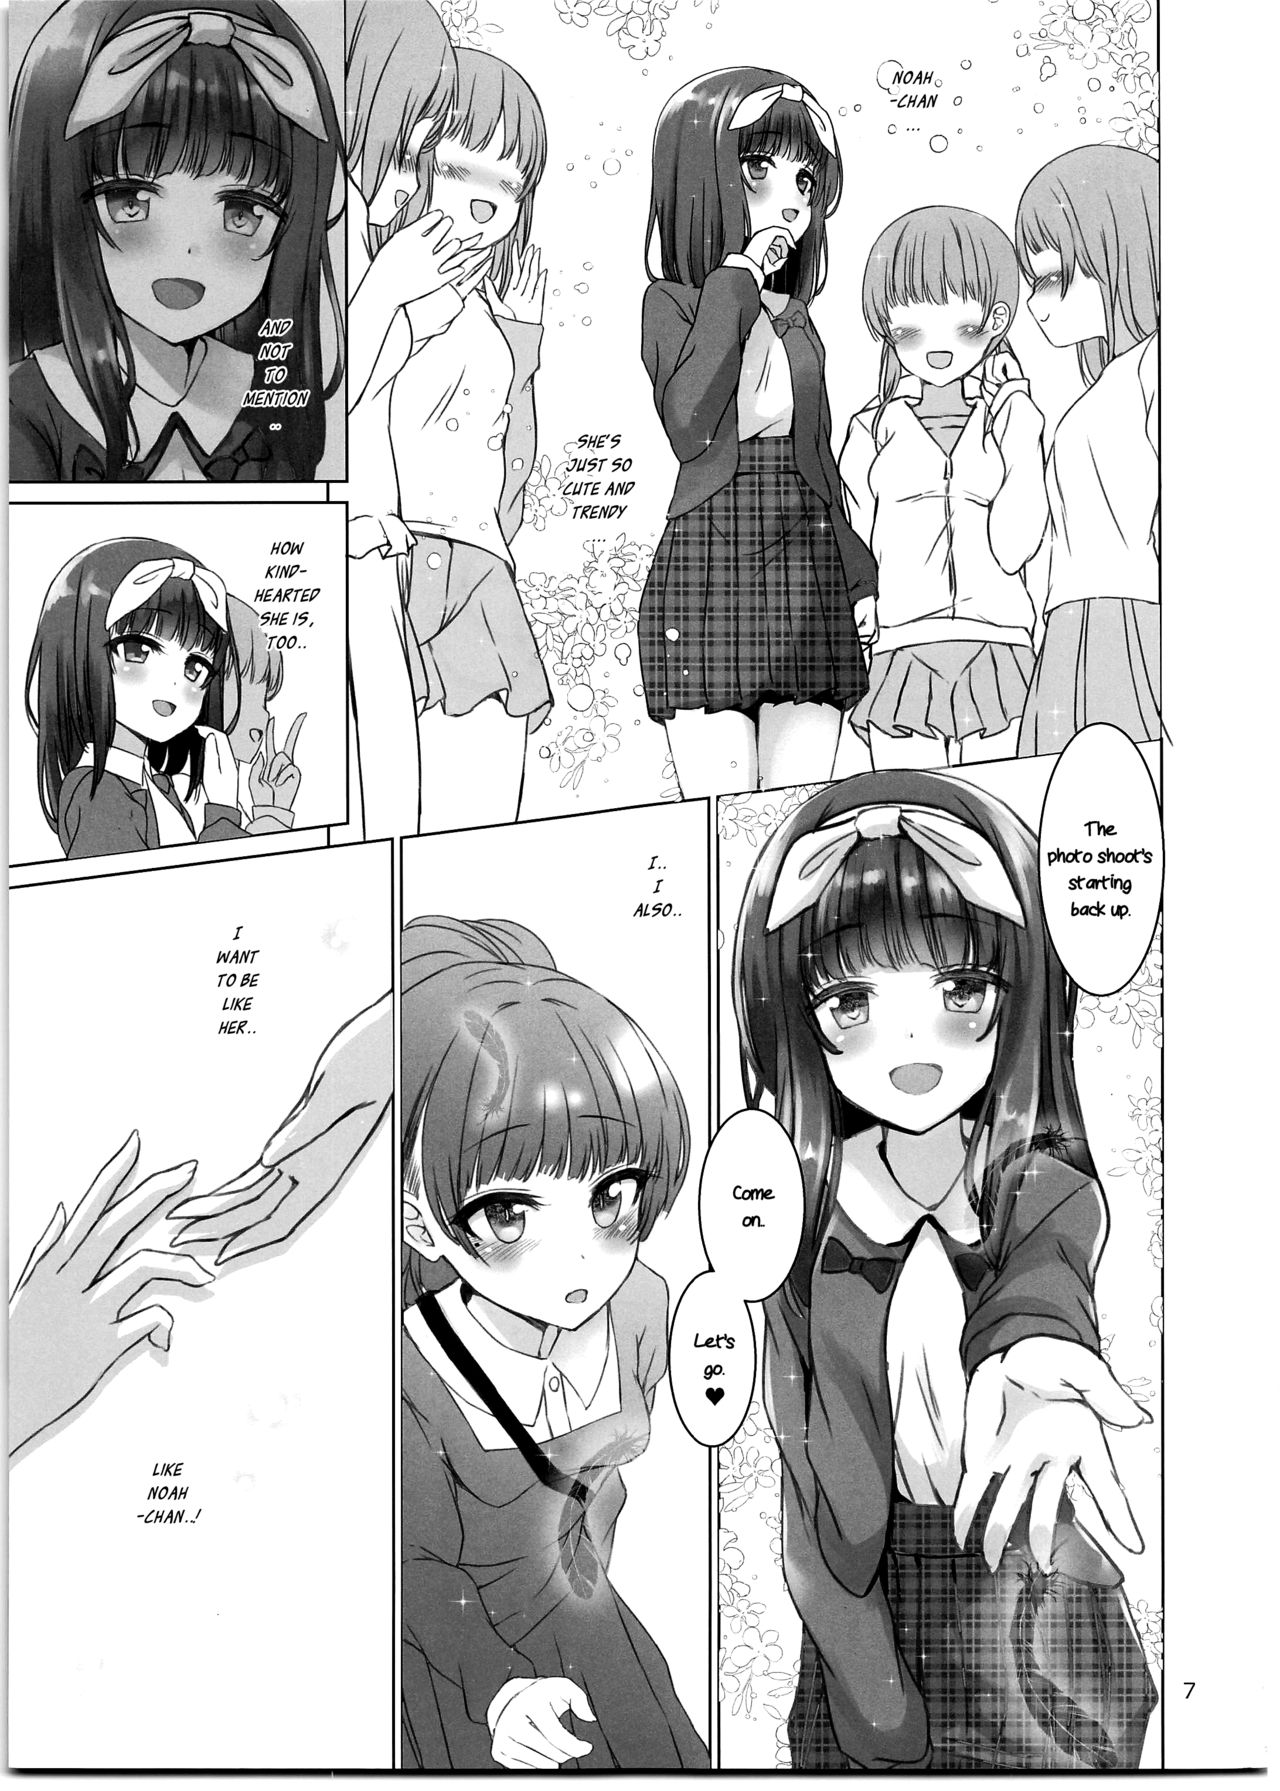 NOAH
-CHAN
...
SHE'S
JUST SO
CUTE AND
TRENDY
...
AND
NOT
TO
MENTION
..
HOW
KIND-
HEARTED
SHE IS,
TOO..
The
photo shoot's
starting
back up.
Come
on..
Let's
go.
♥
I..
I
ALSO..
I
WANT
TO BE
LIKE
HER..
LIKE
NOAH
-CHAN..!
7